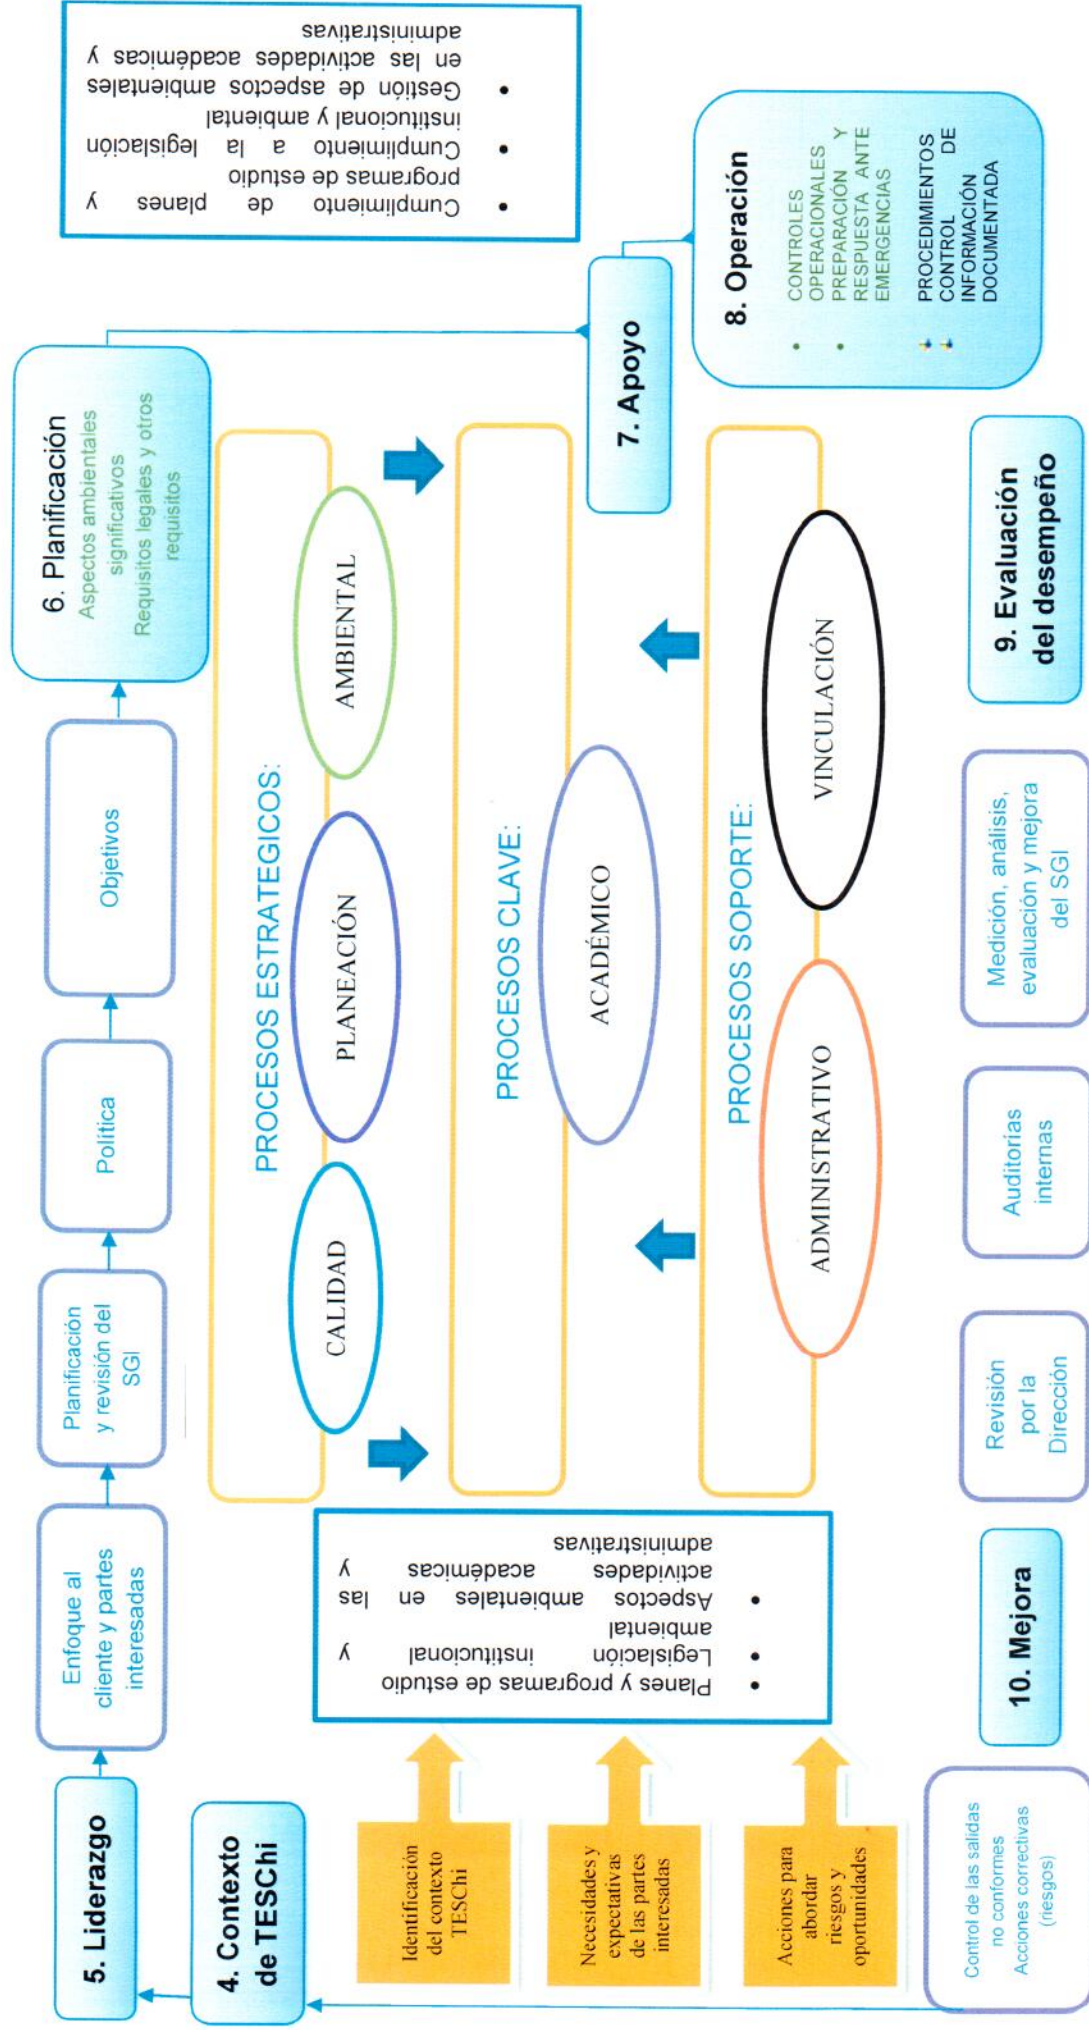 5. Liderazgo
4. Contexto
de TESChi
Enfoque al
cliente y partes
interesadas
Planificación
y revisión del
SGI
Política
Objetivos
6. Planificación
Aspectos ambientales
significativos
Requisitos legales y otros
requisitos
Identificación
del contexto
TESChi
Necesidades y
expectativas
de las partes
interesadas
Acciones para
abordar
riesgos y
oportunidades
• Planes y programas de estudio
• Legislación institucional y
ambiental
• Aspectos ambientales en las
actividades académicas y
administrativas
PROCESOS ESTRATEGICOS:
CALIDAD
PLANEACIÓN
AMBIENTAL
PROCESOS CLAVE:
ACADÉMICO
PROCESOS SOPORTE:
ADMINISTRATIVO
VINCULACIÓN
• Cumplimiento de planes y
programas de estudio
• Cumplimiento a la legislación
institucional y ambiental
• Gestión de aspectos ambientales
en las actividades académicas y
administrativas
7. Apoyo
8. Operación
• CONTROLES
OPERACIONALES
• PREPARACIÓN Y
RESPUESTA ANTE
EMERGENCIAS
PROCEDIMIENTOS
CONTROL DE
INFORMACIÓN
DOCUMENTADA
Control de las salidas
no conformes
Acciones correctivas
(riesgos)
10. Mejora
Revisión
por la
Dirección
Auditorias
internas
Medición, análisis,
evaluación y mejora
del SGI
9. Evaluación
del desempeño